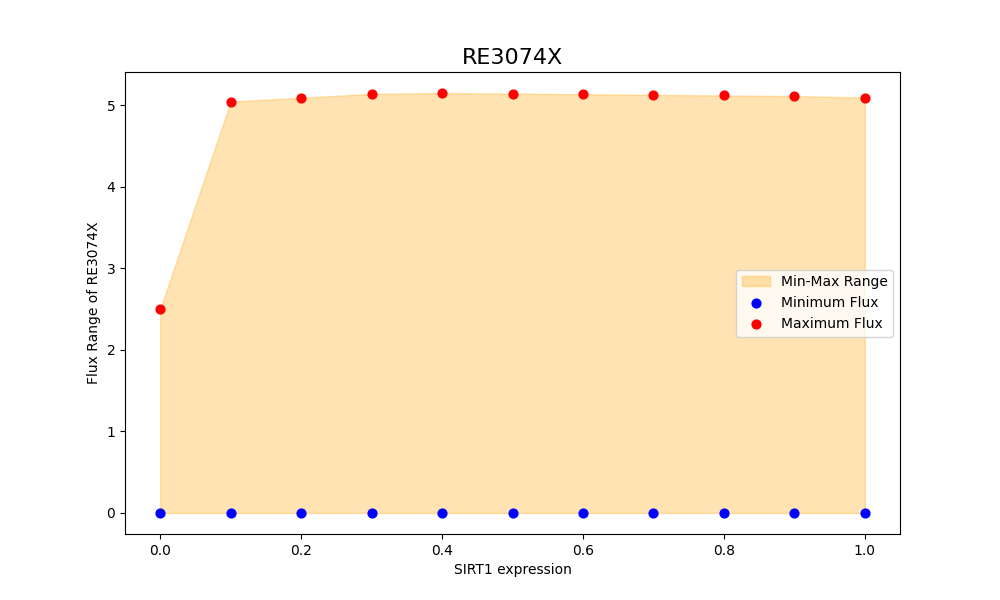 RE3074X
Flux Range of RE3074X
5
4
3
2
1
0
Min-Max Range
Minimum Flux
Maximum Flux
0.0 0.2 0.4 0.6 0.8 1.0
SIRT1 expression